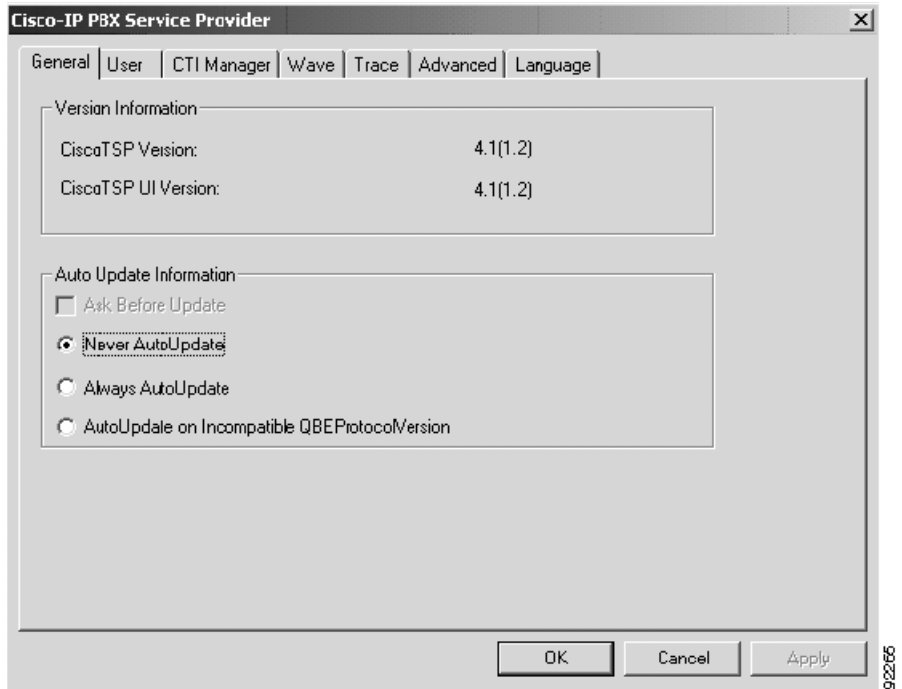 Cisco-IP PBX Service Provider
General User CTI Manager Wave Trace Advanced Language
Version Information
CiscoTSP Version: 4.1(1.2)
CiscoTSP UI Version: 4.1(1.2)
Auto Update Information
Ask Before Update
Never AutoUpdate
Always AutoUpdate
AutoUpdate on Incompatible QBEProtocolVersion
OK Cancel Apply
92265